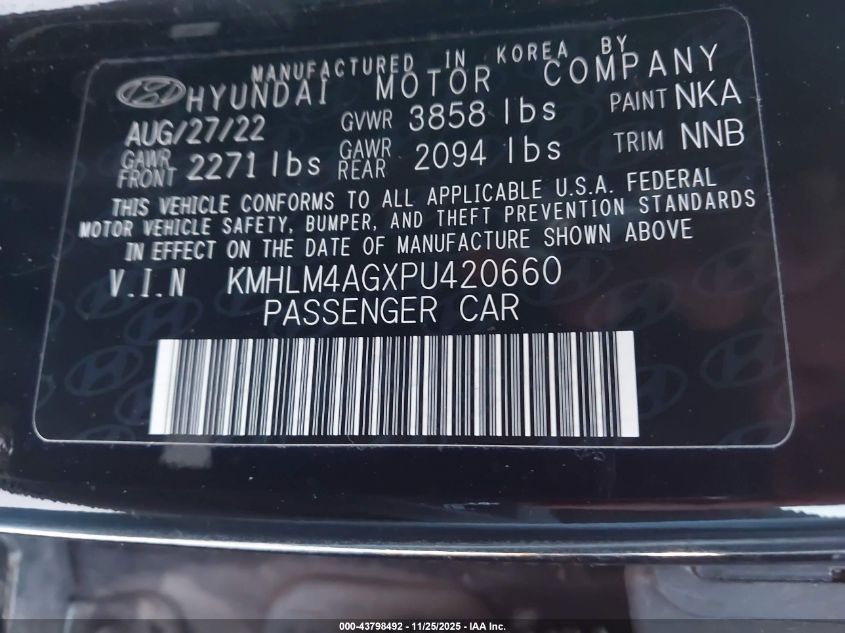 MANUFACTURED IN KOREA BY
HYUNDAI MOTOR COMPANY
AUG/27/22 GVWR 3858 lbs PAINT NKA
GAWR FRONT 2271 lbs GAWR REAR 2094 lbs TRIM NNB
THIS VEHICLE CONFORMS TO ALL APPLICABLE U.S.A. FEDERAL
MOTOR VEHICLE SAFETY, BUMPER, AND THEFT PREVENTION STANDARDS
IN EFFECT ON THE DATE OF MANUFACTURE SHOWN ABOVE
V.I.N KMHLM4AGXPU420660
PASSENGER CAR
000-43798492 - 11/25/2025 - IAA Inc.